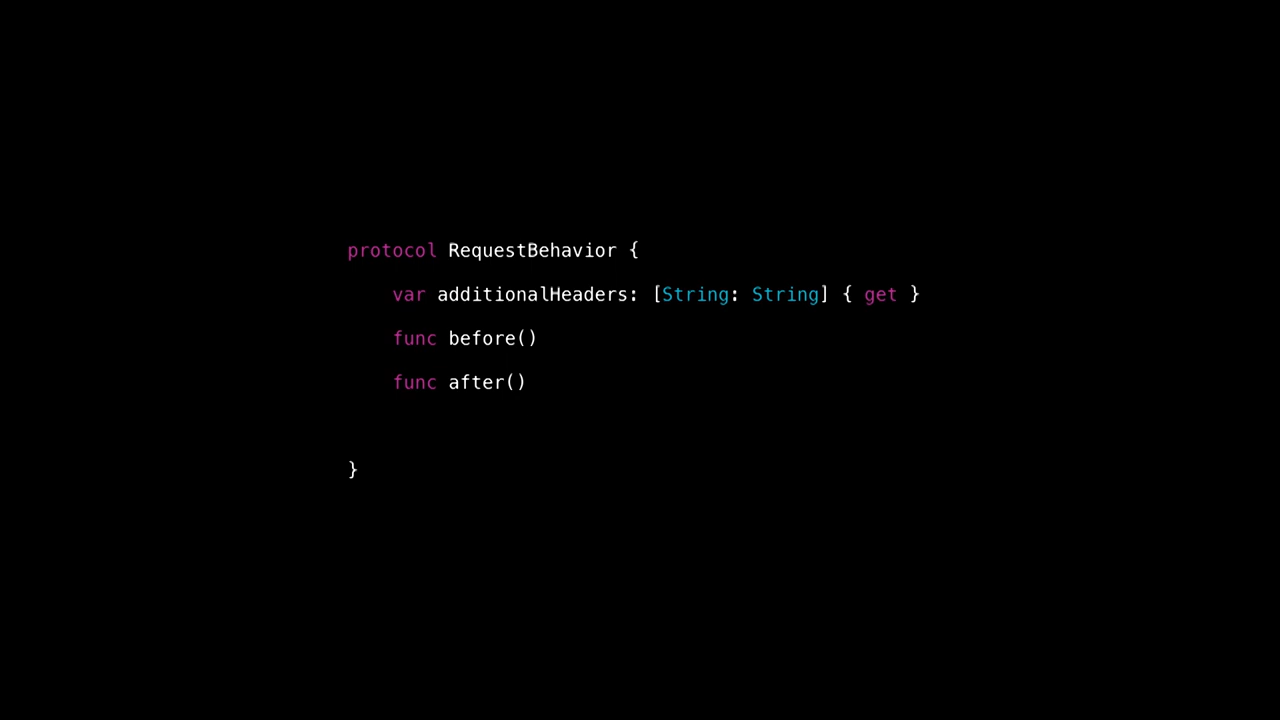 protocol RequestBehavior {
    var additionalHeaders: [String: String] { get }
    func before()
    func after()
}